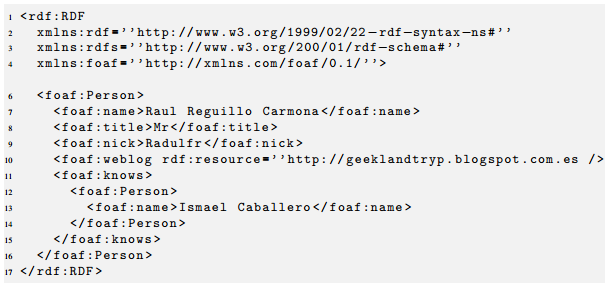 1 <rdf:RDF
2 xmlns:rdf=''http://www.w3.org/1999/02/22-rdf-syntax-ns#''
3 xmlns:rdfs=''http://www.w3.org/200/01/rdf-schema#''
4 xmlns:foaf=''http://xmlns.com/foaf/0.1/''>
6 <foaf:Person>
7 <foaf:name>Raul Reguillo Carmona</foaf:name>
8 <foaf:title>Mr</foaf:title>
9 <foaf:nick>Radulfr</foaf:nick>
10 <foaf:weblog rdf:resource=''http://geeklandtryp.blogspot.com.es />
11 <foaf:knows>
12 <foaf:Person>
13 <foaf:name>Ismael Caballero</foaf:name>
14 </foaf:Person>
15 </foaf:knows>
16 </foaf:Person>
17 </rdf:RDF>